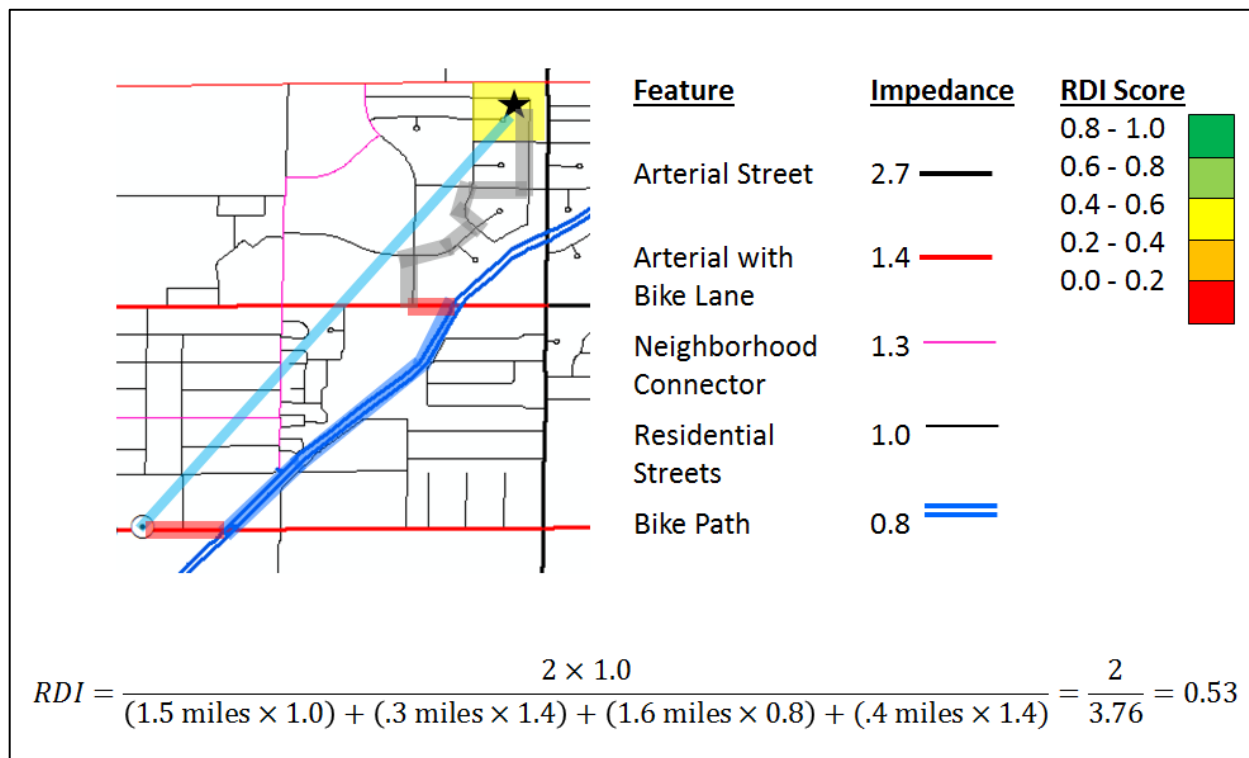 Feature Impedance RDI Score
0.8 - 1.0
0.6 - 0.8
Arterial Street 2.7
0.4 - 0.6
0.2 - 0.4
Arterial with 1.4
0.0 - 0.2
Bike Lane
Neighborhood 1.3
Connector
Residential 1.0
Streets
Bike Path 0.8
RDI = 2 × 1.0 / (1.5 miles × 1.0) + (.3 miles × 1.4) + (1.6 miles × 0.8) + (.4 miles × 1.4) = 2 / 3.76 = 0.53